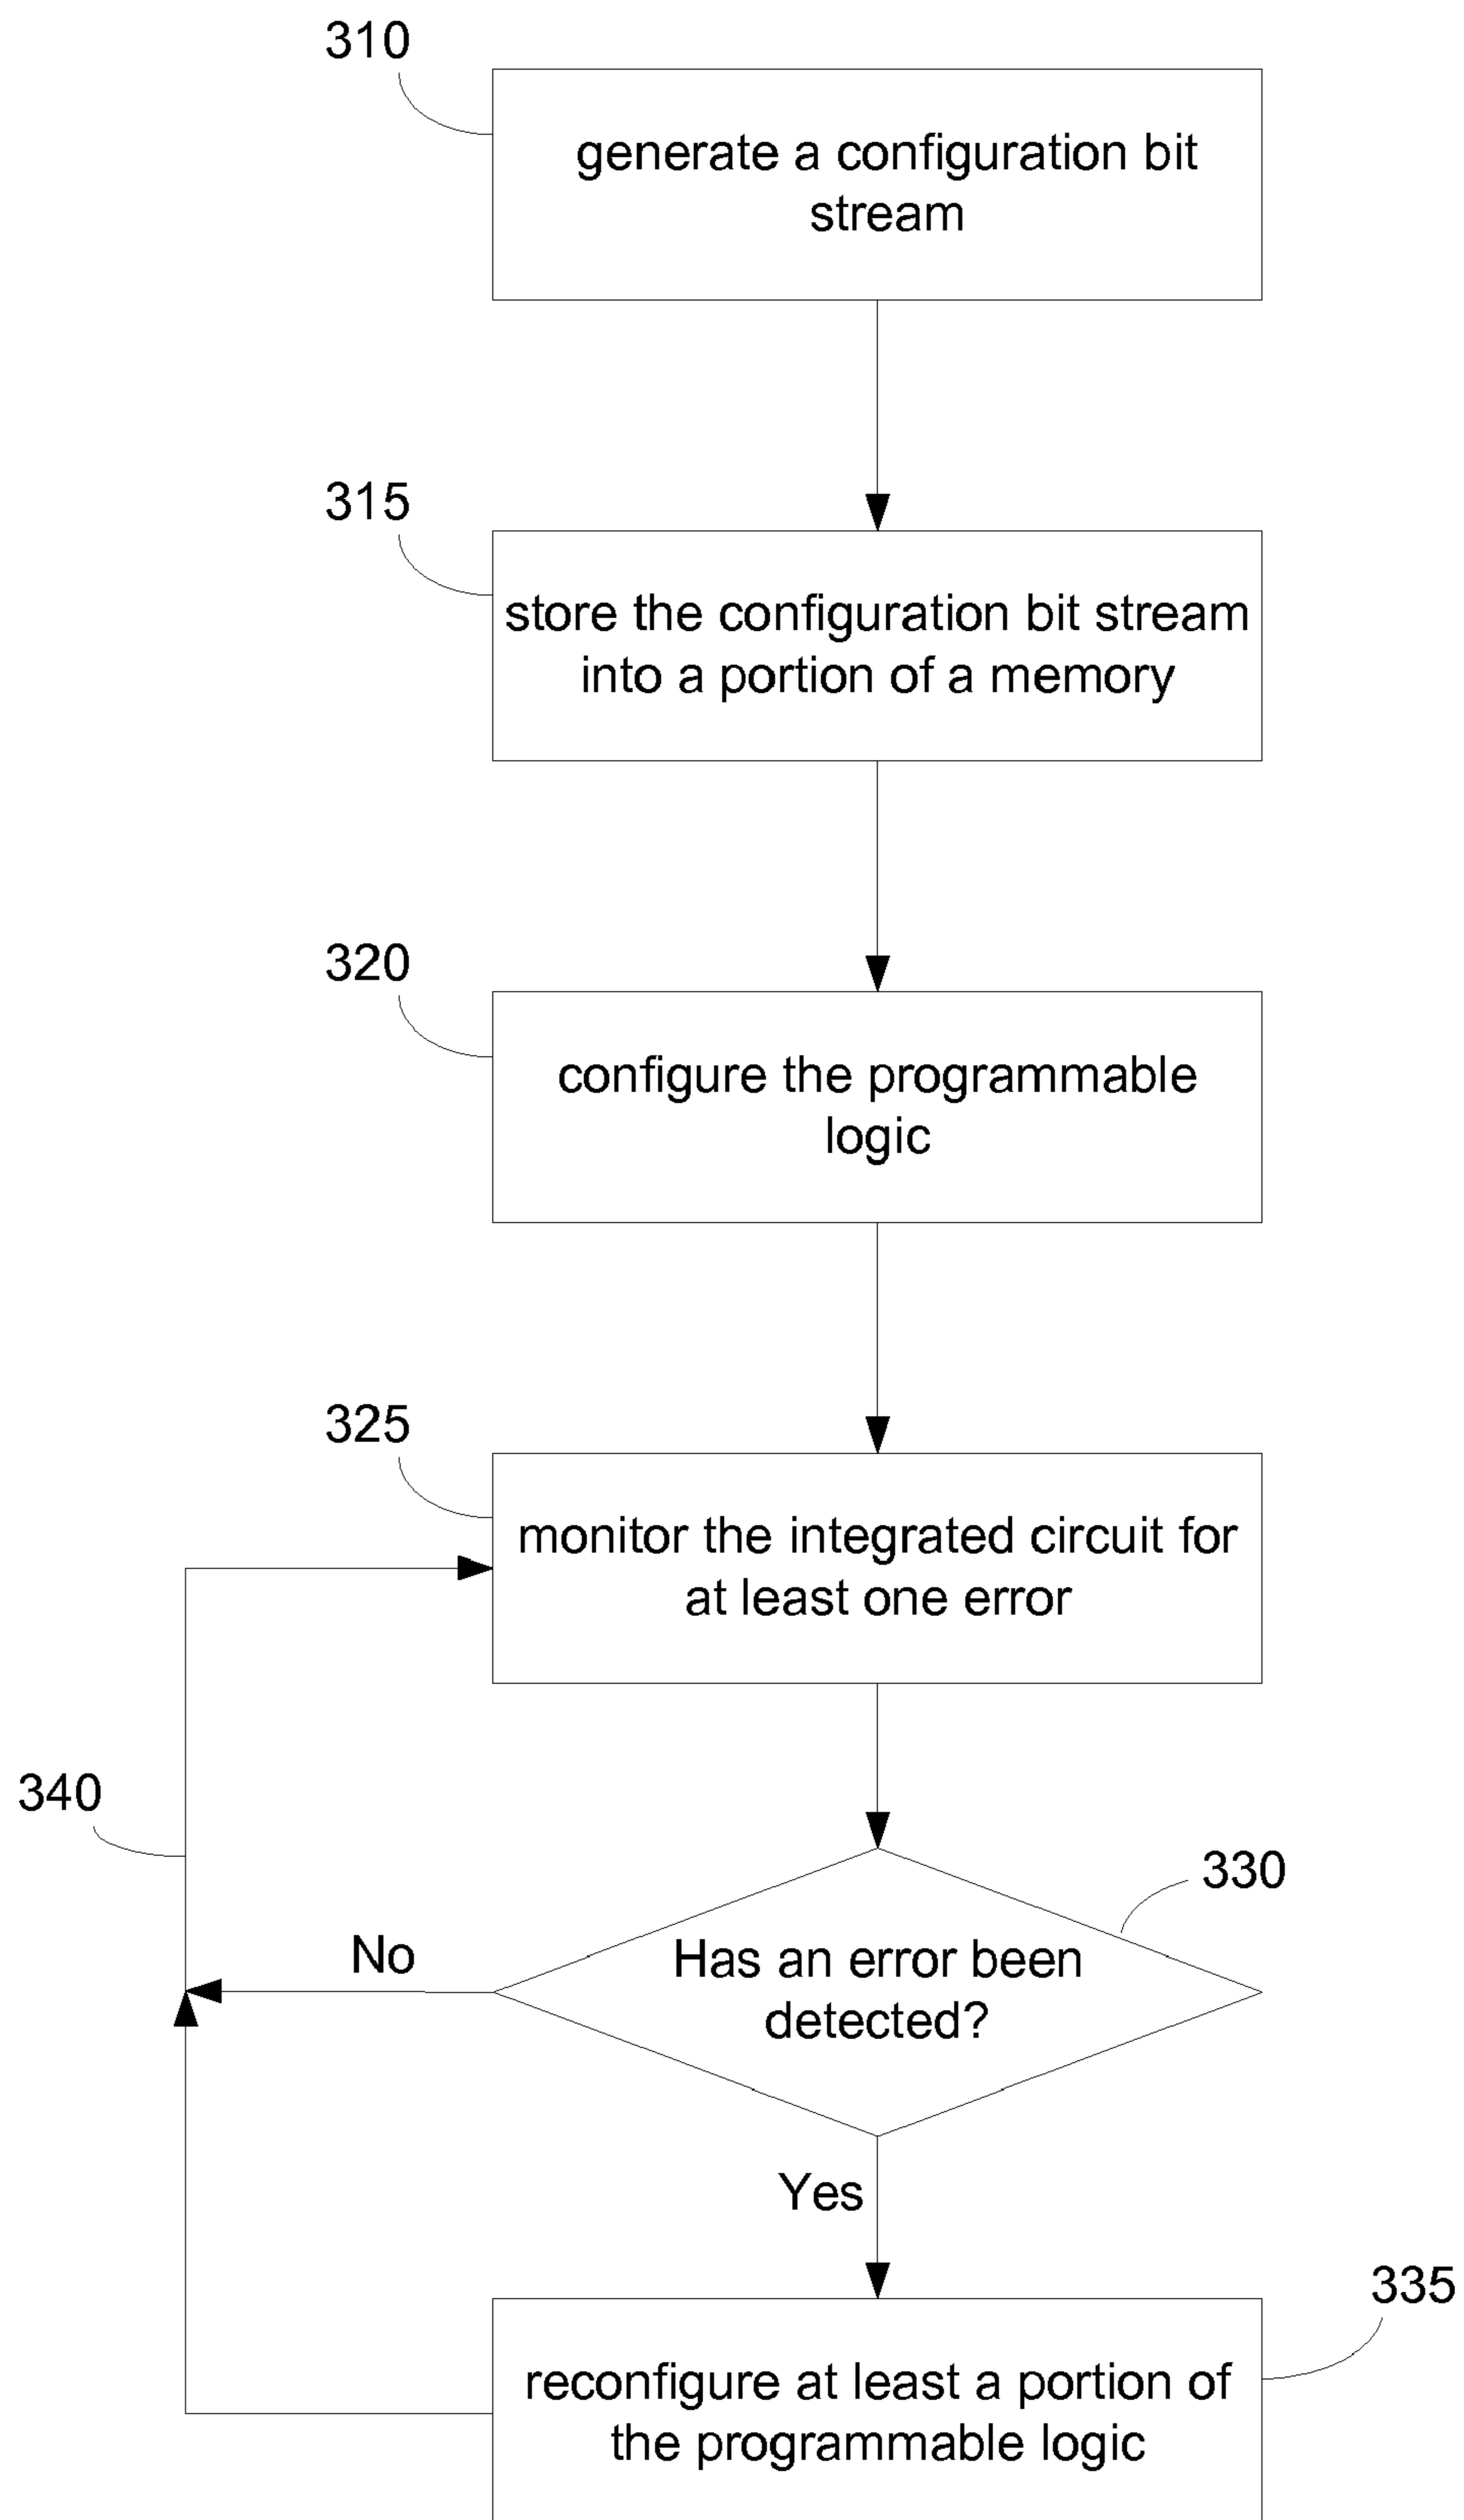 310
generate a configuration bit
stream
315
store the configuration bit stream
into a portion of a memory
320
configure the programmable
logic
325
monitor the integrated circuit for
at least one error
340
330
Has an error been
detected?
No
Yes
335
reconfigure at least a portion of
the programmable logic